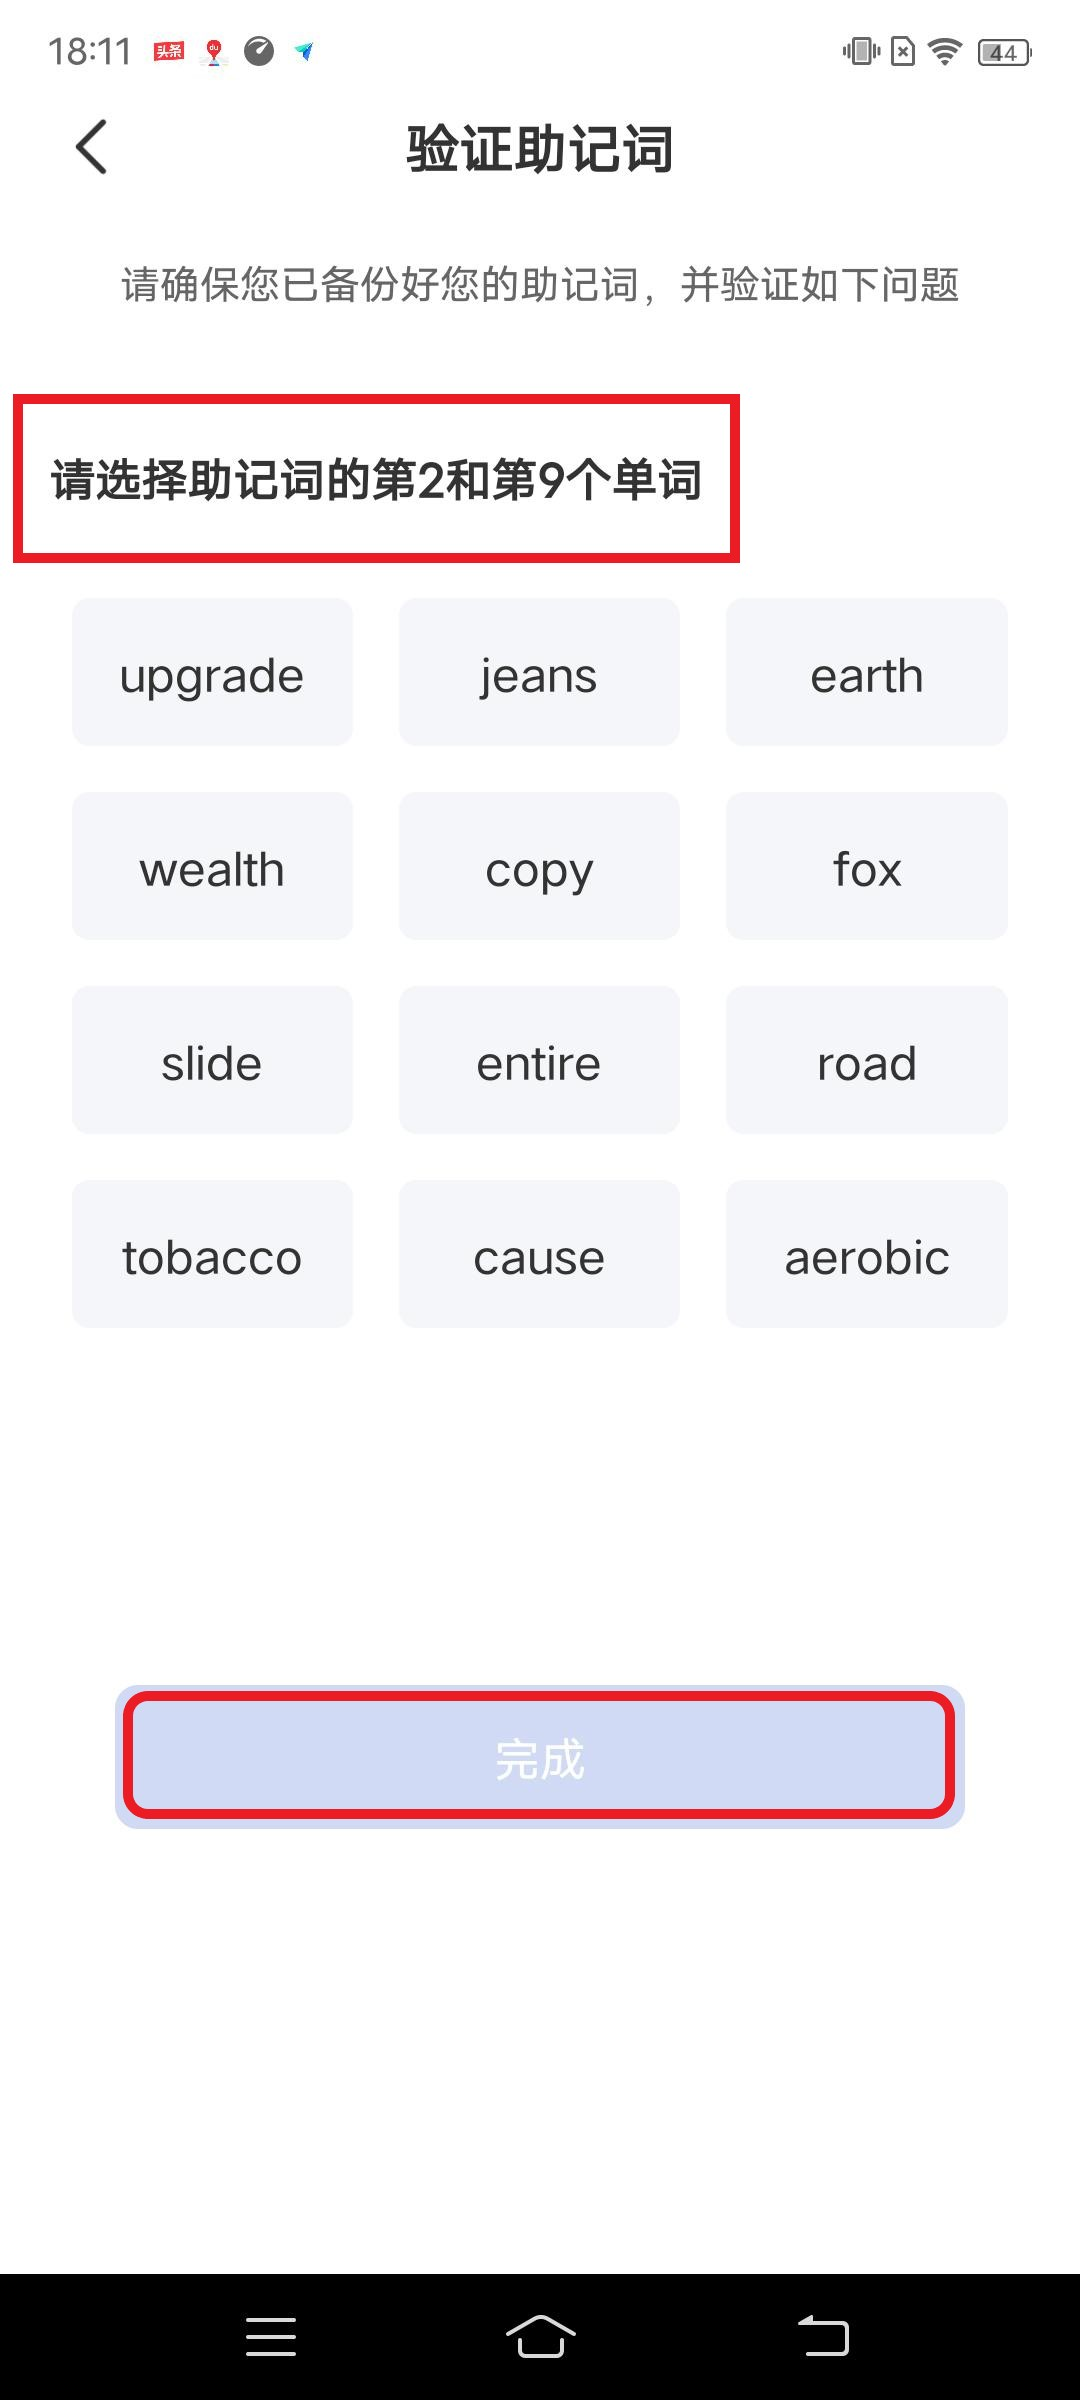 18:11 头条 du 44
验证助记词
请确保您已备份好您的助记词，并验证如下问题
请选择助记词的第2和第9个单词
upgrade jeans earth
wealth copy fox
slide entire road
tobacco cause aerobic
完成